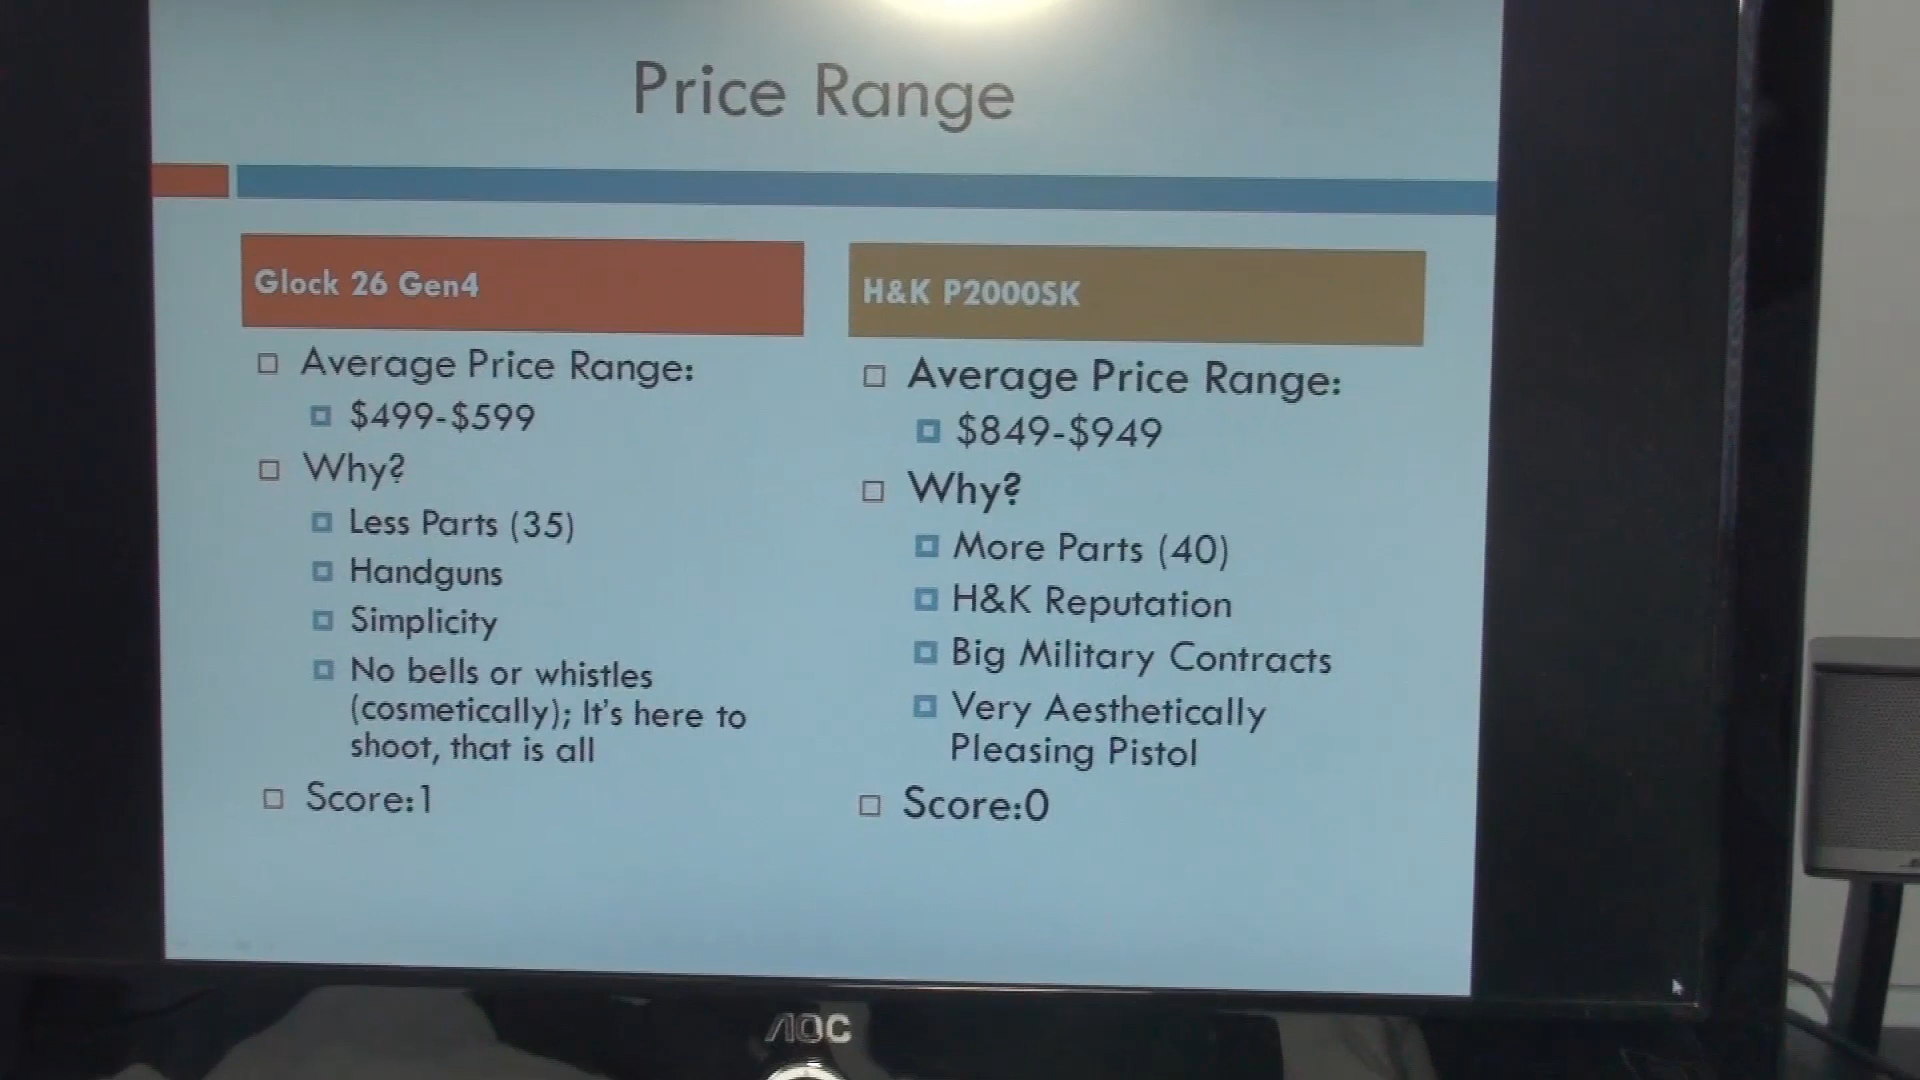 Price Range
Glock 26 Gen4
Average Price Range:
$499-$599
Why?
Less Parts (35)
Handguns
Simplicity
No bells or whistles
(cosmetically); It's here to
shoot, that is all
Score:1
H&K P2000SK
Average Price Range:
$849-$949
Why?
More Parts (40)
H&K Reputation
Big Military Contracts
Very Aesthetically
Pleasing Pistol
Score:0
AOC